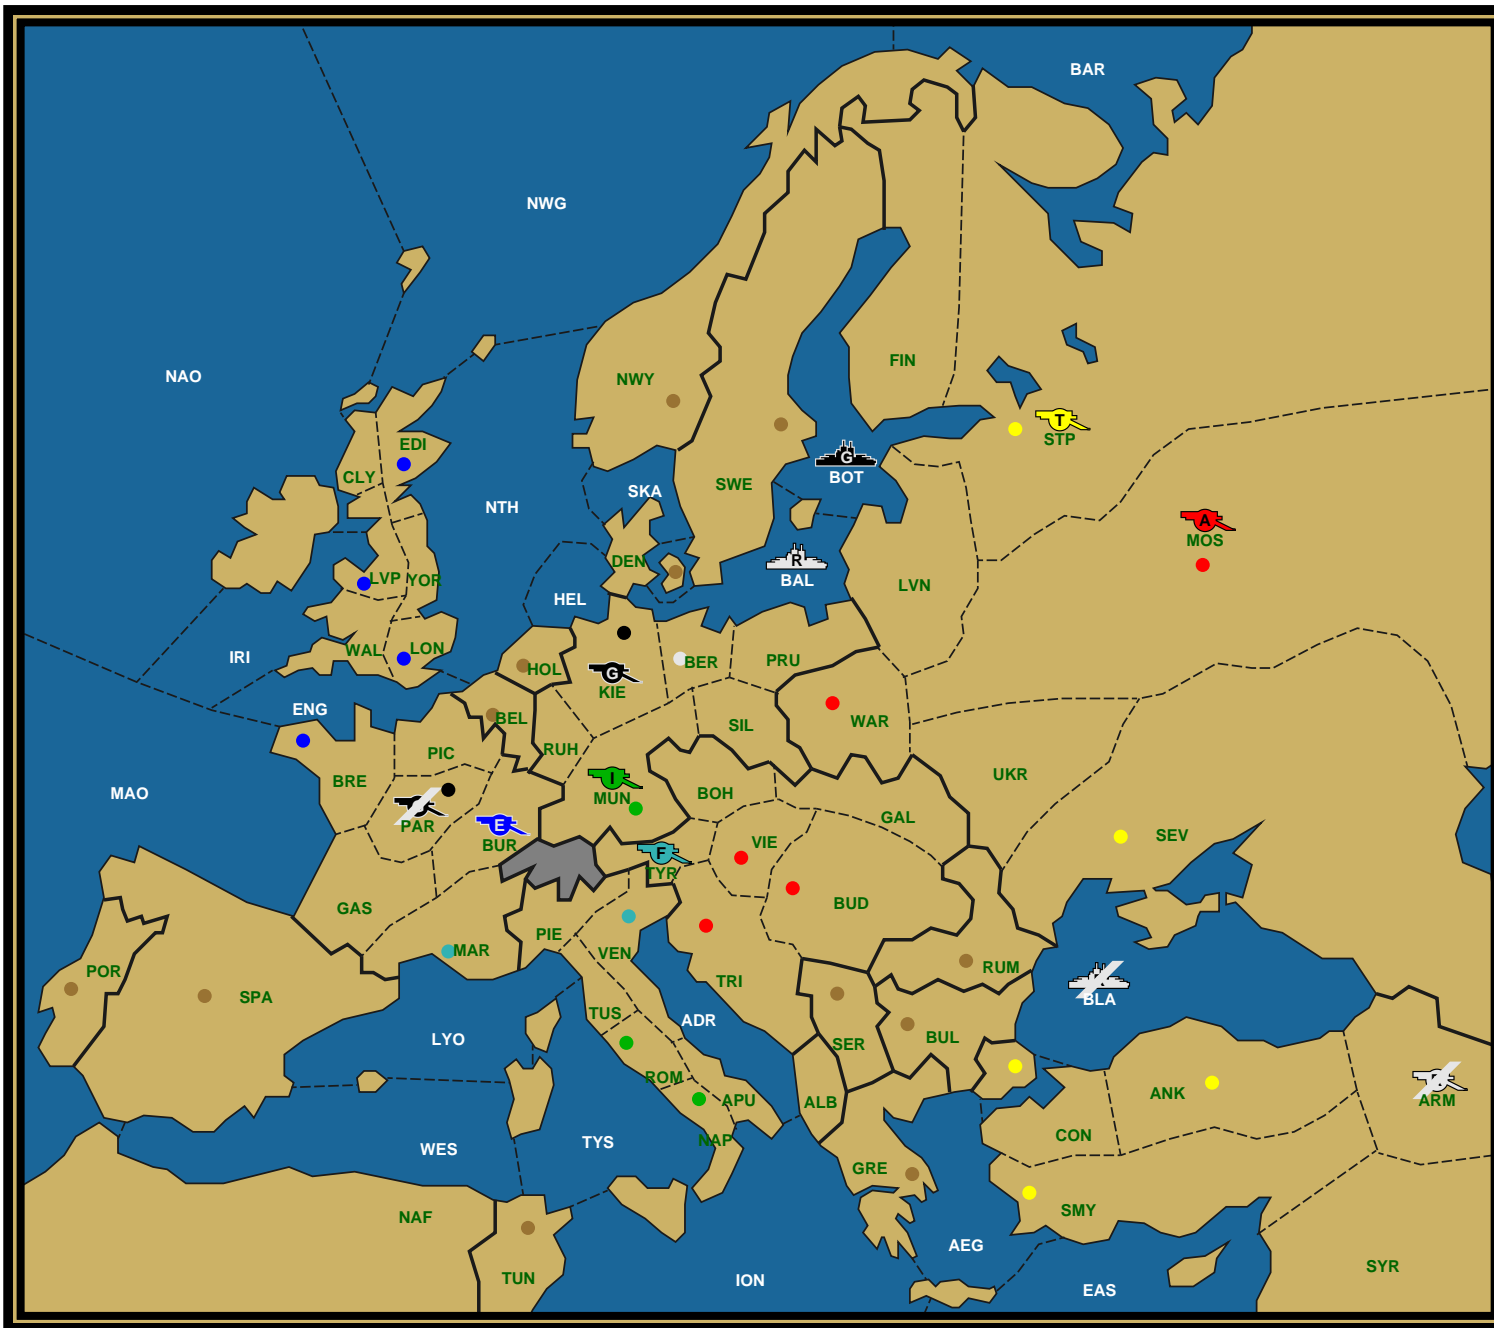 BAR
NWG
NAO
FIN
NWY
T
STP
EDI
CLY
G
BOT
SWE
SKA
NTH
A
MOS
DEN
R
BAL
LVN
LVP
YOR
HEL
WAL
LON
IRI
HOL
G
KIE
BER
PRU
ENG
BEL
WAR
SIL
PIC
RUH
UKR
BRE
I
MUN
BOH
MAO
PAR
E
BUR
GAL
SEV
VIE
F
TYR
GAS
BUD
PIE
VEN
MAR
POR
SPA
TRI
RUM
BLA
TUS
ADR
LYO
SER
BUL
ROM
APU
ALB
ANK
ARM
CON
NAP
TYS
WES
GRE
SMY
NAF
AEG
TUN
ION
EAS
SYR